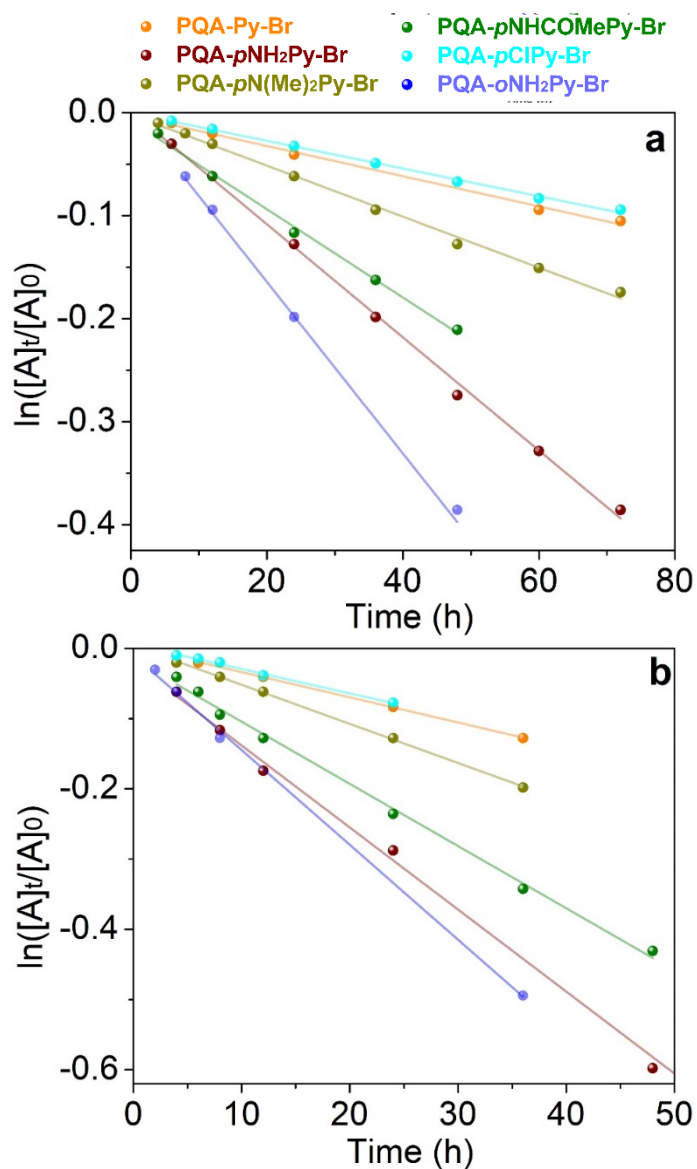 PQA-Py-Br
PQA-pNHCOMePy-Br
PQA-pNH₂Py-Br
PQA-pClPy-Br
PQA-pN(Me)₂Py-Br
PQA-oNH₂Py-Br
a
0.0
-0.1
-0.2
-0.3
-0.4
ln([A]t/[A]0)
0
20
40
60
80
Time (h)
b
0.0
-0.2
-0.4
-0.6
ln([A]t/[A]0)
0
10
20
30
40
50
Time (h)